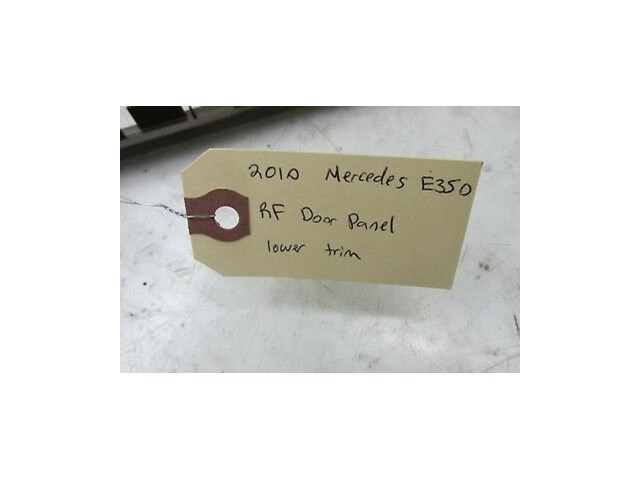 2010 Mercedes E350
RF Door Panel
lower trim